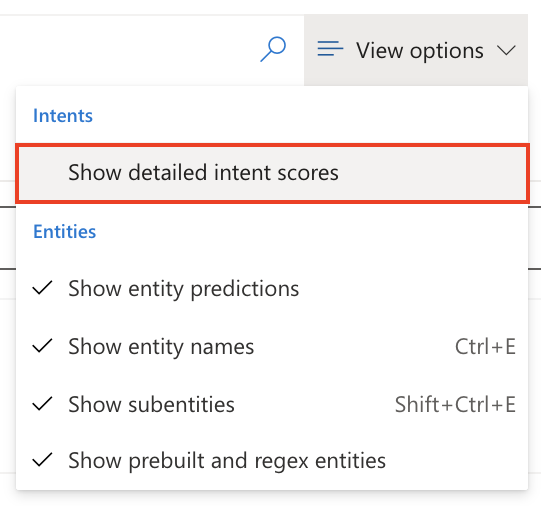 View options
Intents
Show detailed intent scores
Entities
Show entity predictions
Show entity names Ctrl+E
Show subentities Shift+Ctrl+E
Show prebuilt and regex entities